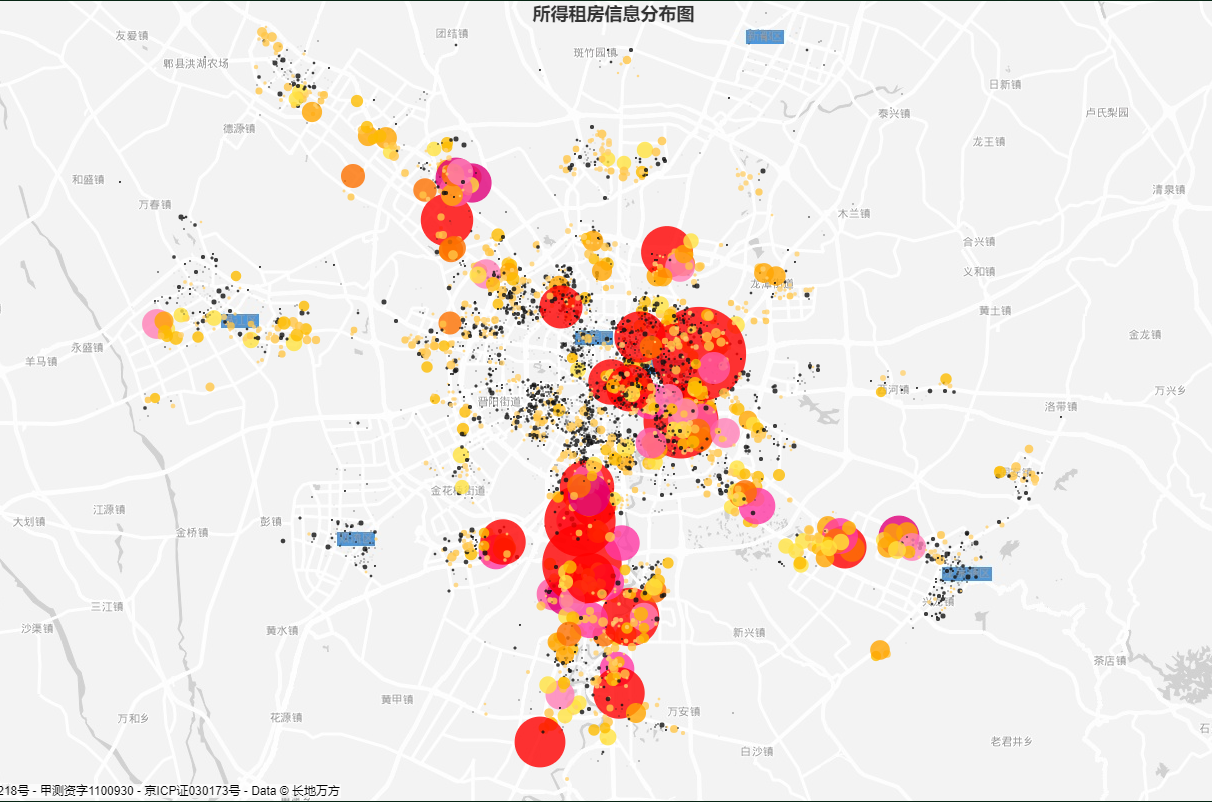 所得租房信息分布图
团结镇
友爱镇
新都区
斑竹园镇
郫县洪湖农场
日新镇
泰兴镇
卢氏梨园
德源镇
龙王镇
和盛镇
清泉镇
万春镇
木兰镇
合兴镇
义和镇
龙潭街道
黄土镇
金龙镇
永盛镇
羊马镇
万兴乡
洛带镇
晋阳街道
金花桥街道
江源镇
大划镇
彭镇
金桥镇
兴龙镇
三江镇
沙渠镇
黄水镇
新兴镇
茶店镇
黄甲镇
万安镇
花源镇
万和乡
石
老君井乡
白沙镇
218号 - 甲测资字1100930 - 京ICP证030173号 - Data © 长地万方